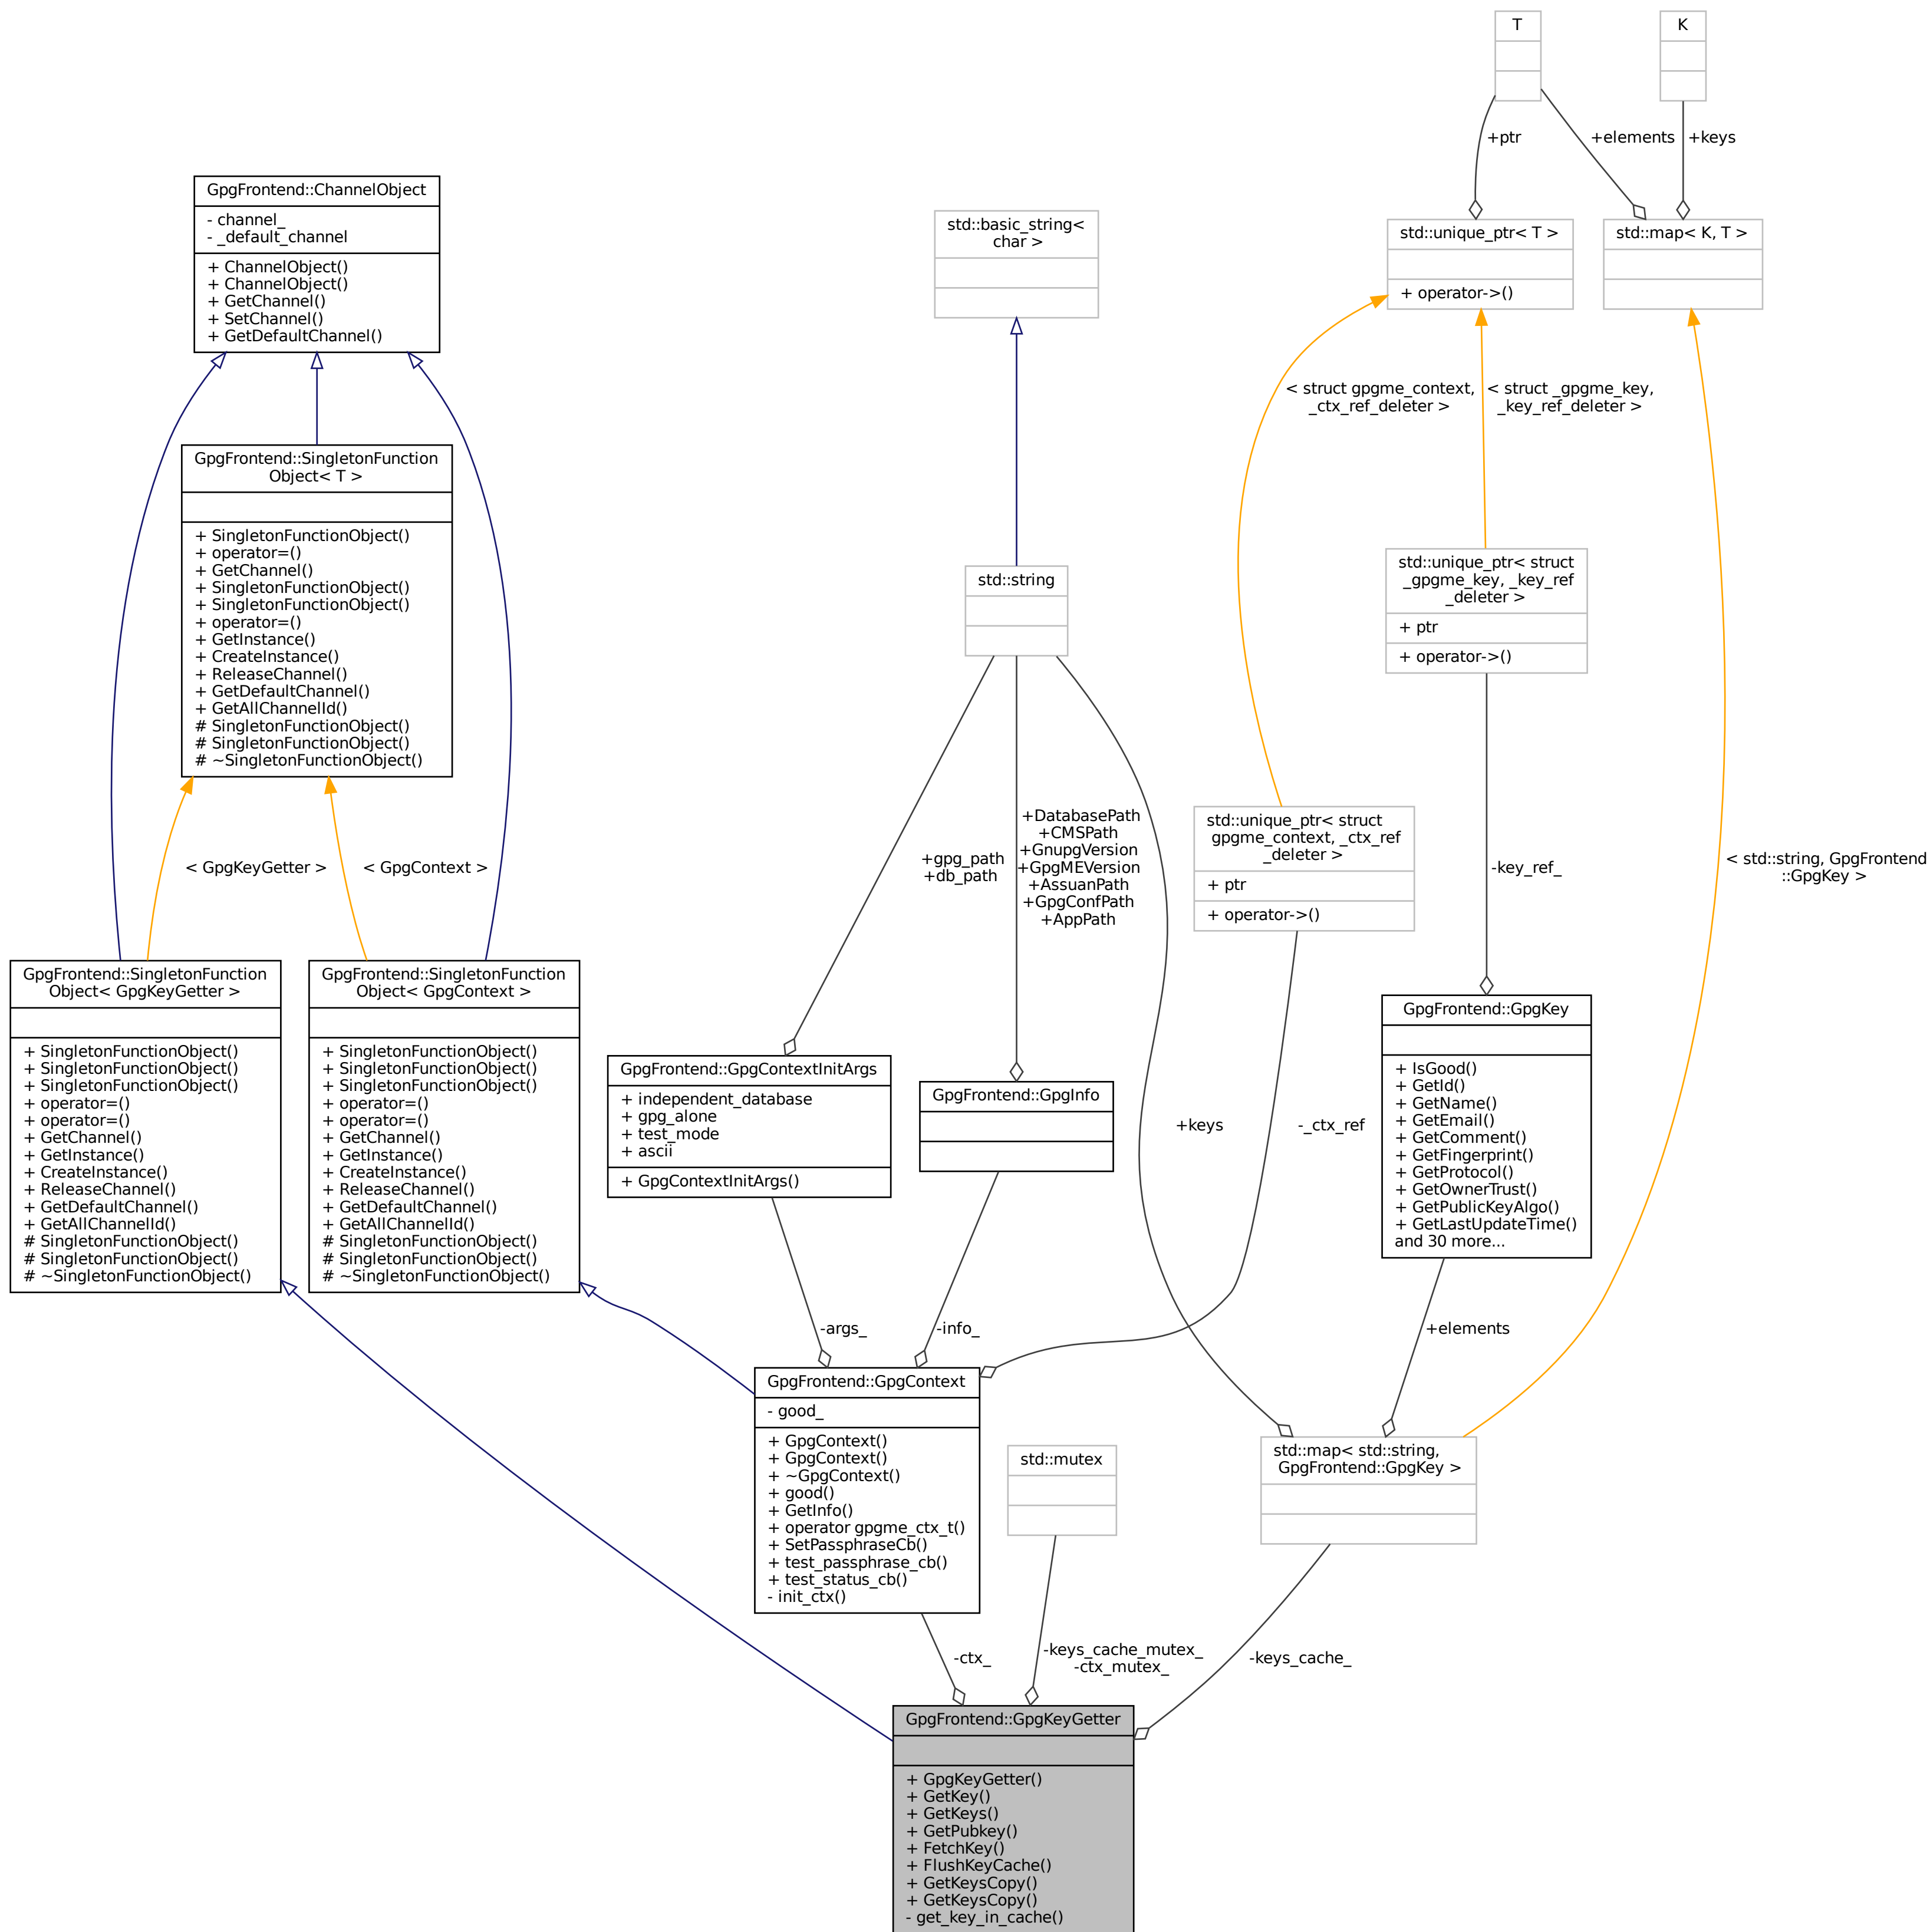 T
K
+ptr
+elements
+keys
GpgFrontend::ChannelObject
- channel_
- _default_channel
+ ChannelObject()
+ ChannelObject()
+ GetChannel()
+ SetChannel()
+ GetDefaultChannel()
std::basic_string<
char >
std::unique_ptr< T >
+ operator->()
std::map< K, T >
< struct gpgme_context,
_ctx_ref_deleter >
< struct _gpgme_key,
_key_ref_deleter >
GpgFrontend::SingletonFunction
Object< T >
+ SingletonFunctionObject()
+ operator=()
+ GetChannel()
+ SingletonFunctionObject()
+ SingletonFunctionObject()
+ operator=()
+ GetInstance()
+ CreateInstance()
+ ReleaseChannel()
+ GetDefaultChannel()
+ GetAllChannelId()
# SingletonFunctionObject()
# SingletonFunctionObject()
# ~SingletonFunctionObject()
std::string
std::unique_ptr< struct
_gpgme_key, _key_ref
_deleter >
+ ptr
+ operator->()
< GpgKeyGetter >
< GpgContext >
+gpg_path
+db_path
+DatabasePath
+CMSPath
+GnupgVersion
+GpgMEVersion
+AssuanPath
+GpgConfPath
+AppPath
std::unique_ptr< struct
gpgme_context, _ctx_ref
_deleter >
+ ptr
+ operator->()
-key_ref_
< std::string, GpgFrontend
::GpgKey >
GpgFrontend::SingletonFunction
Object< GpgKeyGetter >
+ SingletonFunctionObject()
+ SingletonFunctionObject()
+ SingletonFunctionObject()
+ operator=()
+ operator=()
+ GetChannel()
+ GetInstance()
+ CreateInstance()
+ ReleaseChannel()
+ GetDefaultChannel()
+ GetAllChannelId()
# SingletonFunctionObject()
# SingletonFunctionObject()
# ~SingletonFunctionObject()
GpgFrontend::SingletonFunction
Object< GpgContext >
+ SingletonFunctionObject()
+ SingletonFunctionObject()
+ SingletonFunctionObject()
+ operator=()
+ operator=()
+ GetChannel()
+ GetInstance()
+ CreateInstance()
+ ReleaseChannel()
+ GetDefaultChannel()
+ GetAllChannelId()
# SingletonFunctionObject()
# SingletonFunctionObject()
# ~SingletonFunctionObject()
GpgFrontend::GpgContextInitArgs
+ independent_database
+ gpg_alone
+ test_mode
+ ascii
+ GpgContextInitArgs()
GpgFrontend::GpgInfo
+keys
-_ctx_ref
GpgFrontend::GpgKey
+ IsGood()
+ GetId()
+ GetName()
+ GetEmail()
+ GetComment()
+ GetFingerprint()
+ GetProtocol()
+ GetOwnerTrust()
+ GetPublicKeyAlgo()
+ GetLastUpdateTime()
and 30 more...
-args_
-info_
+elements
GpgFrontend::GpgContext
- good_
+ GpgContext()
+ GpgContext()
+ ~GpgContext()
+ good()
+ GetInfo()
+ operator gpgme_ctx_t()
+ SetPassphraseCb()
+ test_passphrase_cb()
+ test_status_cb()
- init_ctx()
std::mutex
std::map< std::string,
GpgFrontend::GpgKey >
-ctx_
-keys_cache_mutex_
-ctx_mutex_
-keys_cache_
GpgFrontend::GpgKeyGetter
+ GpgKeyGetter()
+ GetKey()
+ GetKeys()
+ GetPubkey()
+ FetchKey()
+ FlushKeyCache()
+ GetKeysCopy()
+ GetKeysCopy()
- get_key_in_cache()